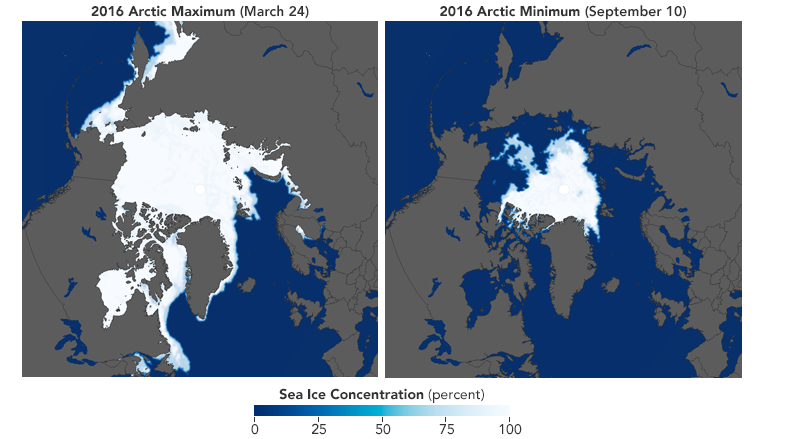 2016 Arctic Maximum (March 24)
2016 Arctic Minimum (September 10)
Sea Ice Concentration (percent)
0 25 50 75 100